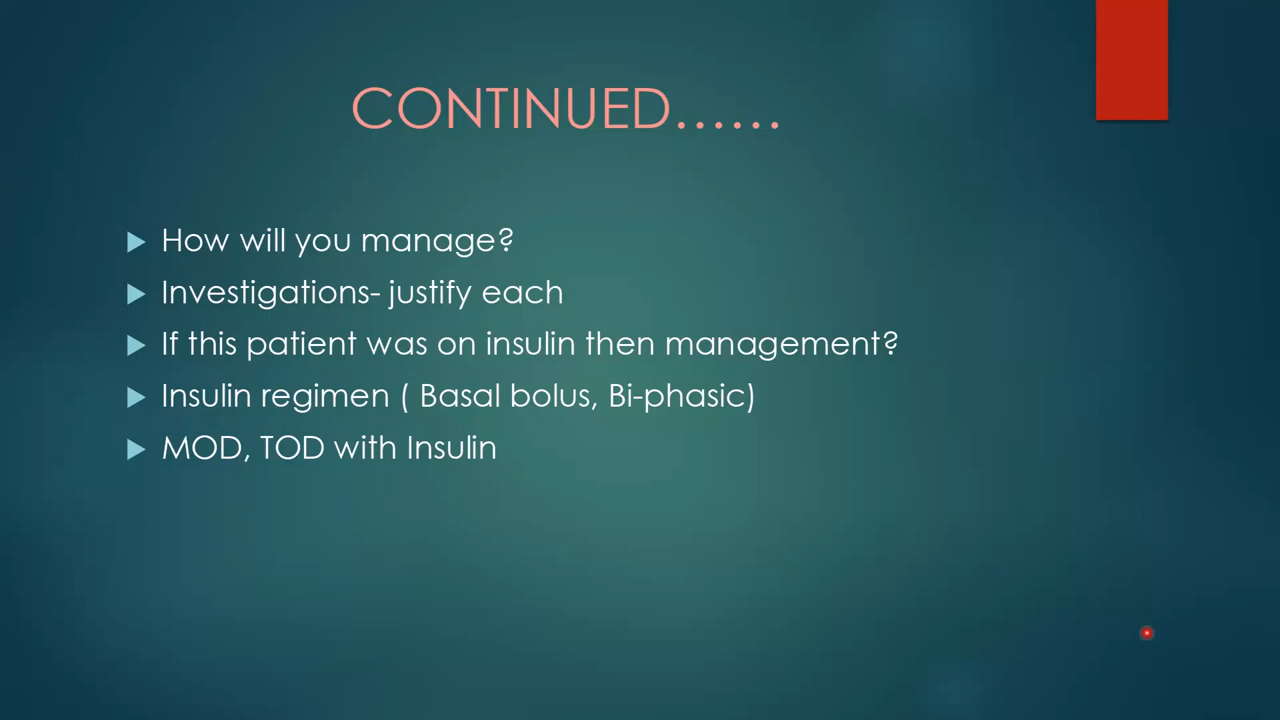 CONTINUED……
How will you manage?
Investigations- justify each
If this patient was on insulin then management?
Insulin regimen ( Basal bolus, Bi-phasic)
MOD, TOD with Insulin